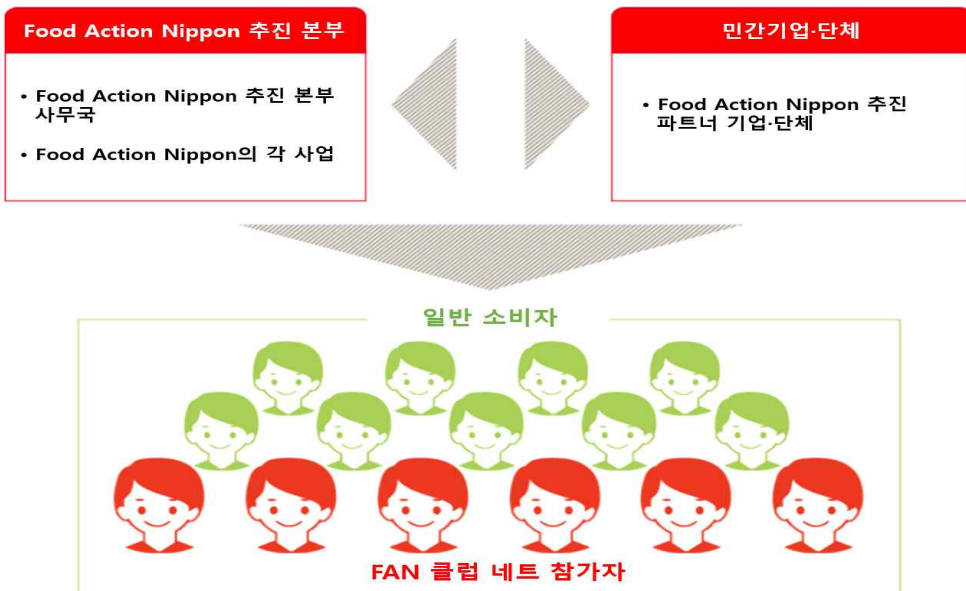 Food Action Nippon 추진 본부
• Food Action Nippon 추진 본부
사무국
• Food Action Nippon의 각 사업
민간기업·단체
• Food Action Nippon 추진
파트너 기업·단체
일반 소비자
FAN 클럽 네트 참가자